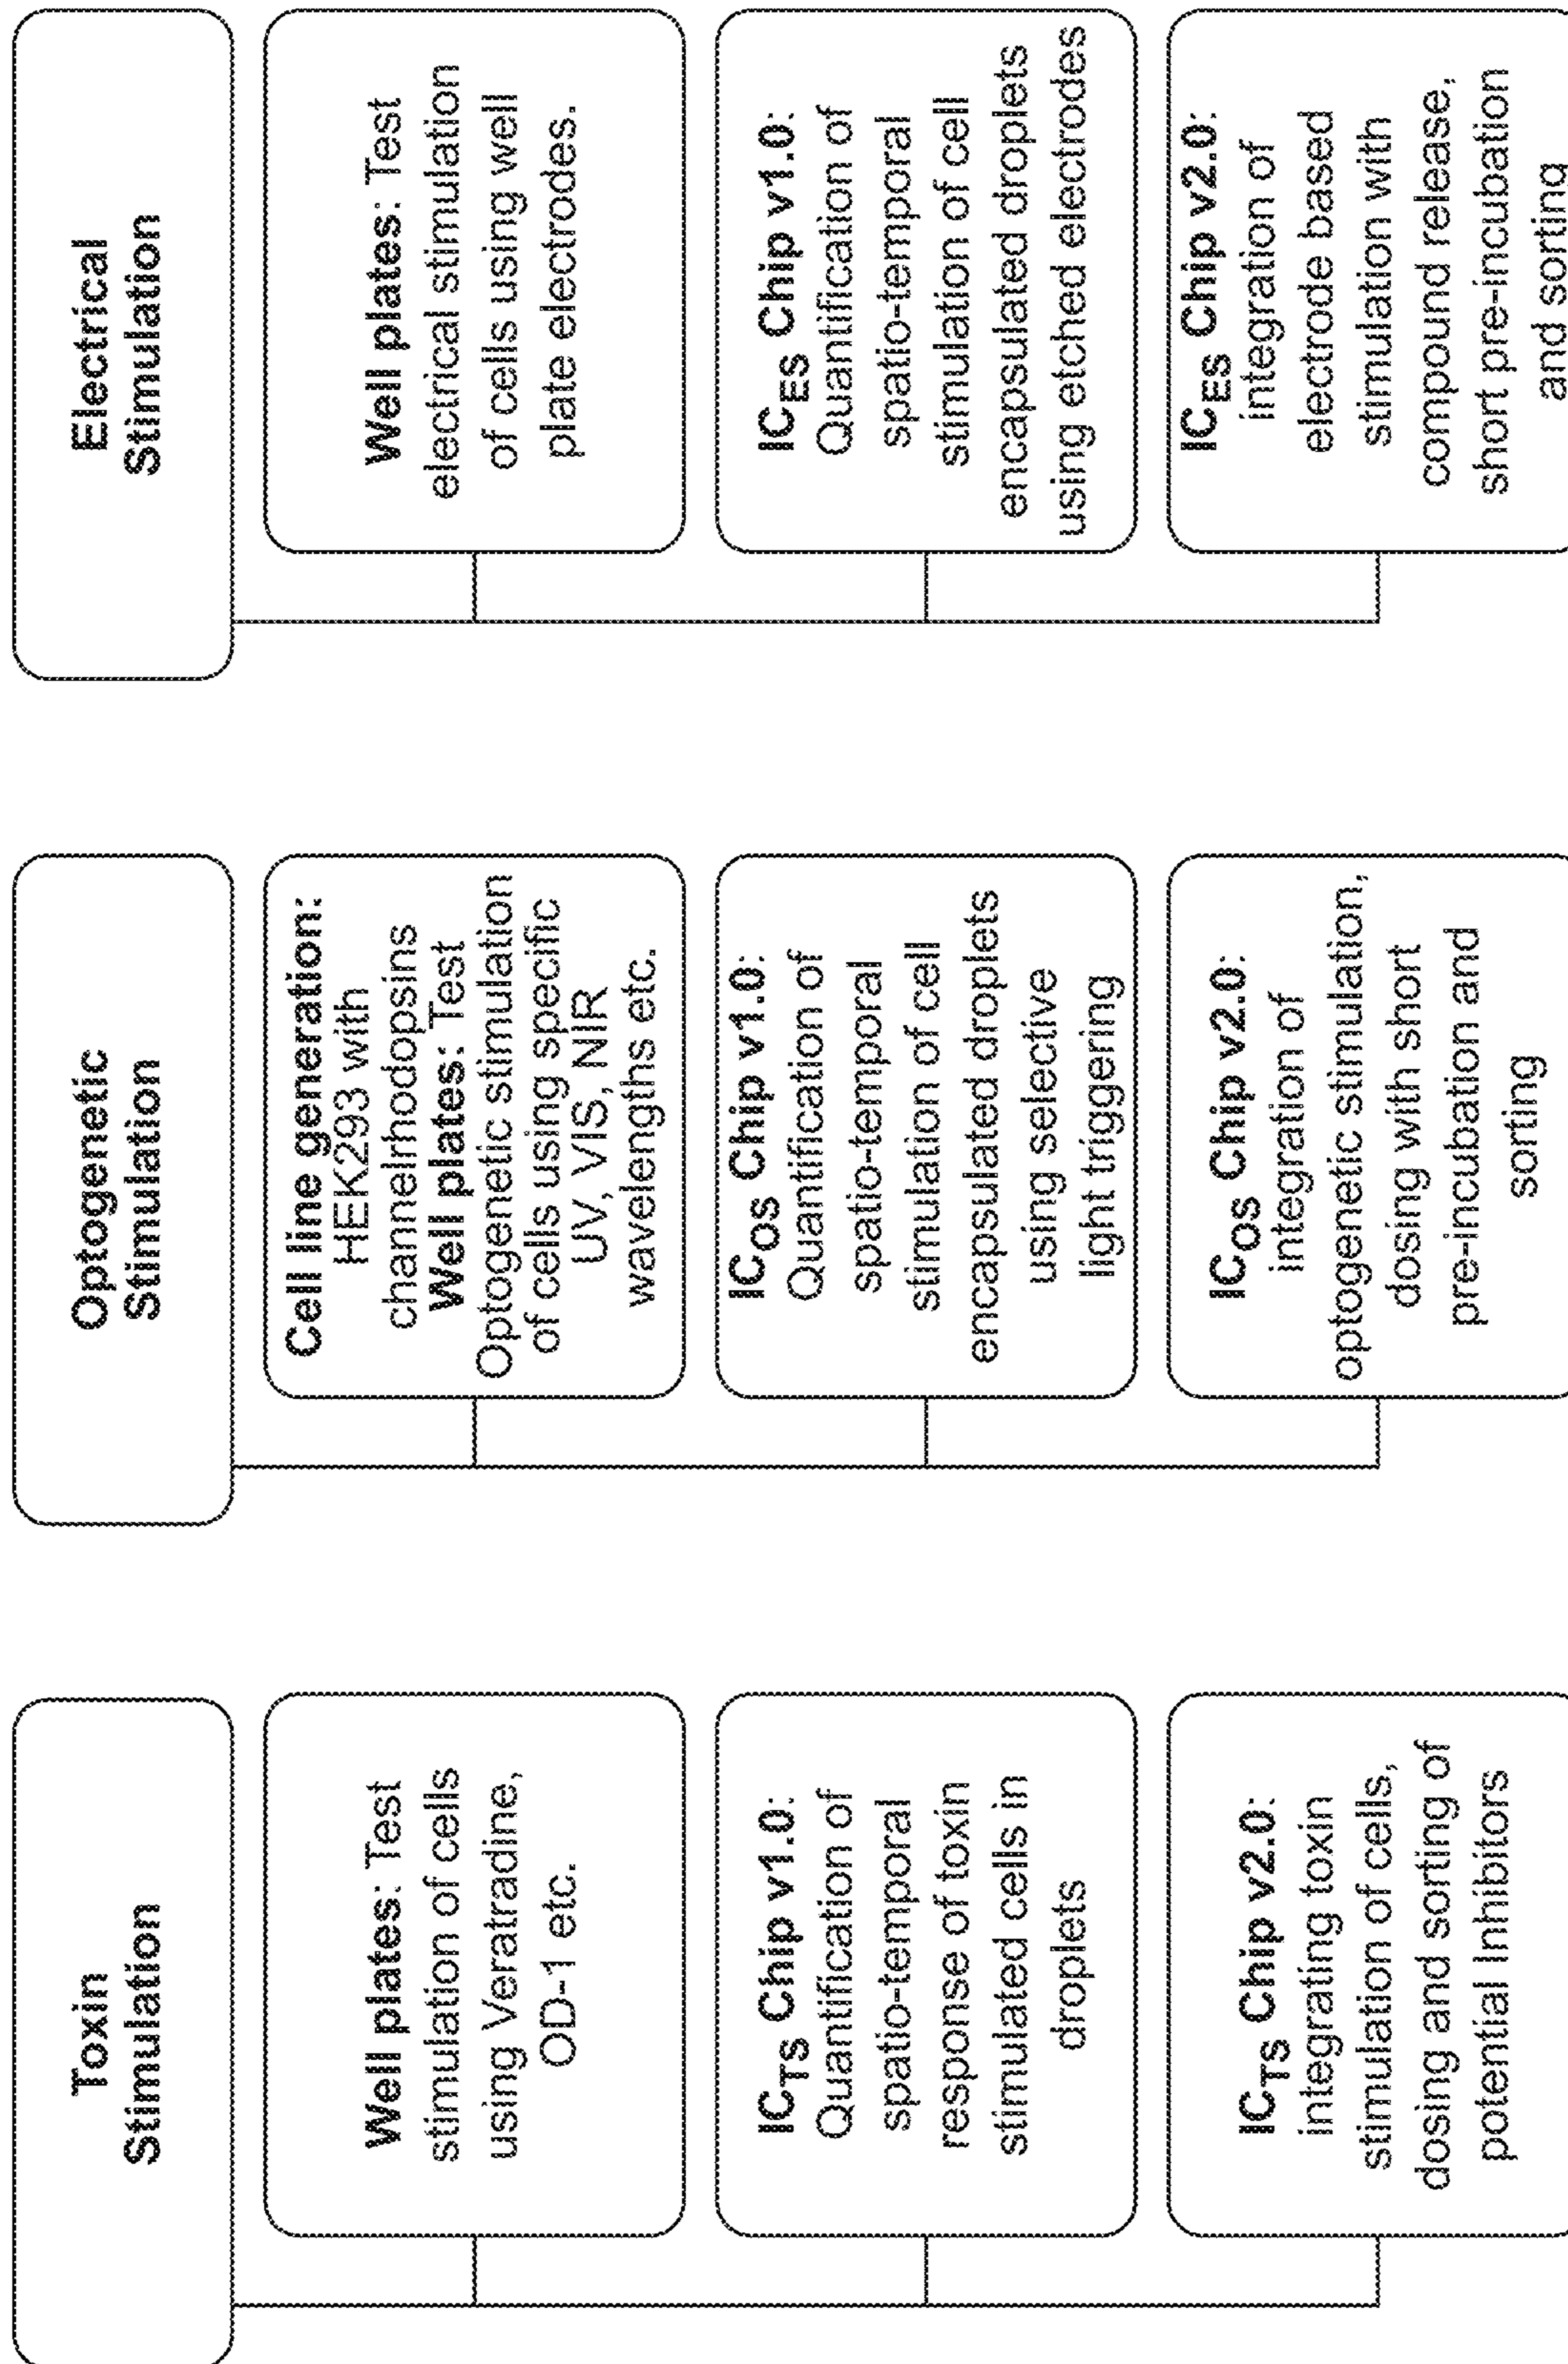 Toxin
Stimulation
Well plates: Test
stimulation of cells
using Veratradine,
OD-1 etc.
ICTS Chip v1.0:
Quantification of
spatio-temporal
response of toxin
stimulated cells in
droplets
ICTS Chip v2.0:
integrating toxin
stimulation of cells,
dosing and sorting of
potential Inhibitors
Optogenetic
Stimulation
Cell line generation:
HEK293 with
channelrhodopsins
Well plates: Test
Optogenetic stimulation
of cells using specific
UV, VIS, NIR
wavelengths etc.
ICOS Chip v1.0:
Quantification of
spatio-temporal
stimulation of cell
encapsulated droplets
using selective
light triggering
ICOS Chip v2.0:
integration of
optogenetic stimulation,
dosing with short
pre-incubation and
sorting
Electrical
Stimulation
Well plates: Test
electrical stimulation
of cells using well
plate electrodes.
ICES Chip v1.0:
Quantification of
spatio-temporal
stimulation of cell
encapsulated droplets
using etched electrodes
ICES Chip v2.0:
integration of
electrode based
stimulation with
compound release,
short pre-incubation
and sorting